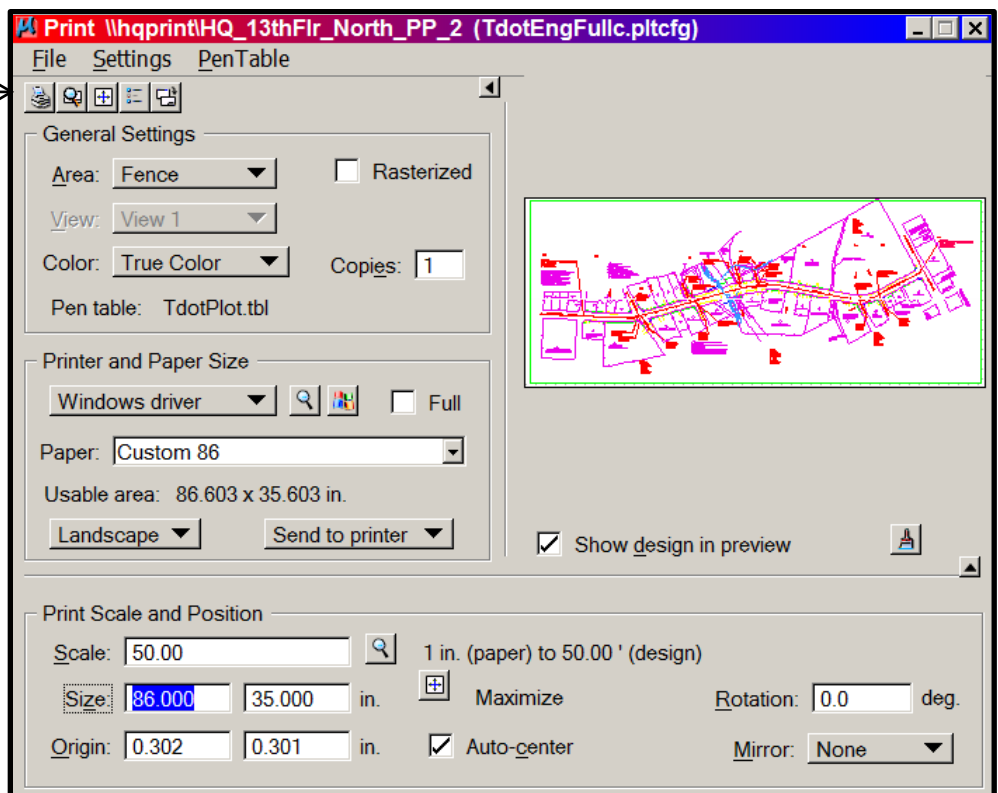 Print \\hqprint\HQ_13thFlr_North_PP_2 (TdotEngFullc.pltcfg)
File Settings PenTable
General Settings
Area: Fence Rasterized
View: View 1
Color: True Color Copies: 1
Pen table: TdotPlot.tbl
Printer and Paper Size
Windows driver Full
Paper: Custom 86
Usable area: 86.603 x 35.603 in.
Landscape Send to printer
Show design in preview
Print Scale and Position
Scale: 50.00 1 in. (paper) to 50.00 ' (design)
Size: 86.000 35.000 in. Maximize Rotation: 0.0 deg.
Origin: 0.302 0.301 in. Auto-center Mirror: None